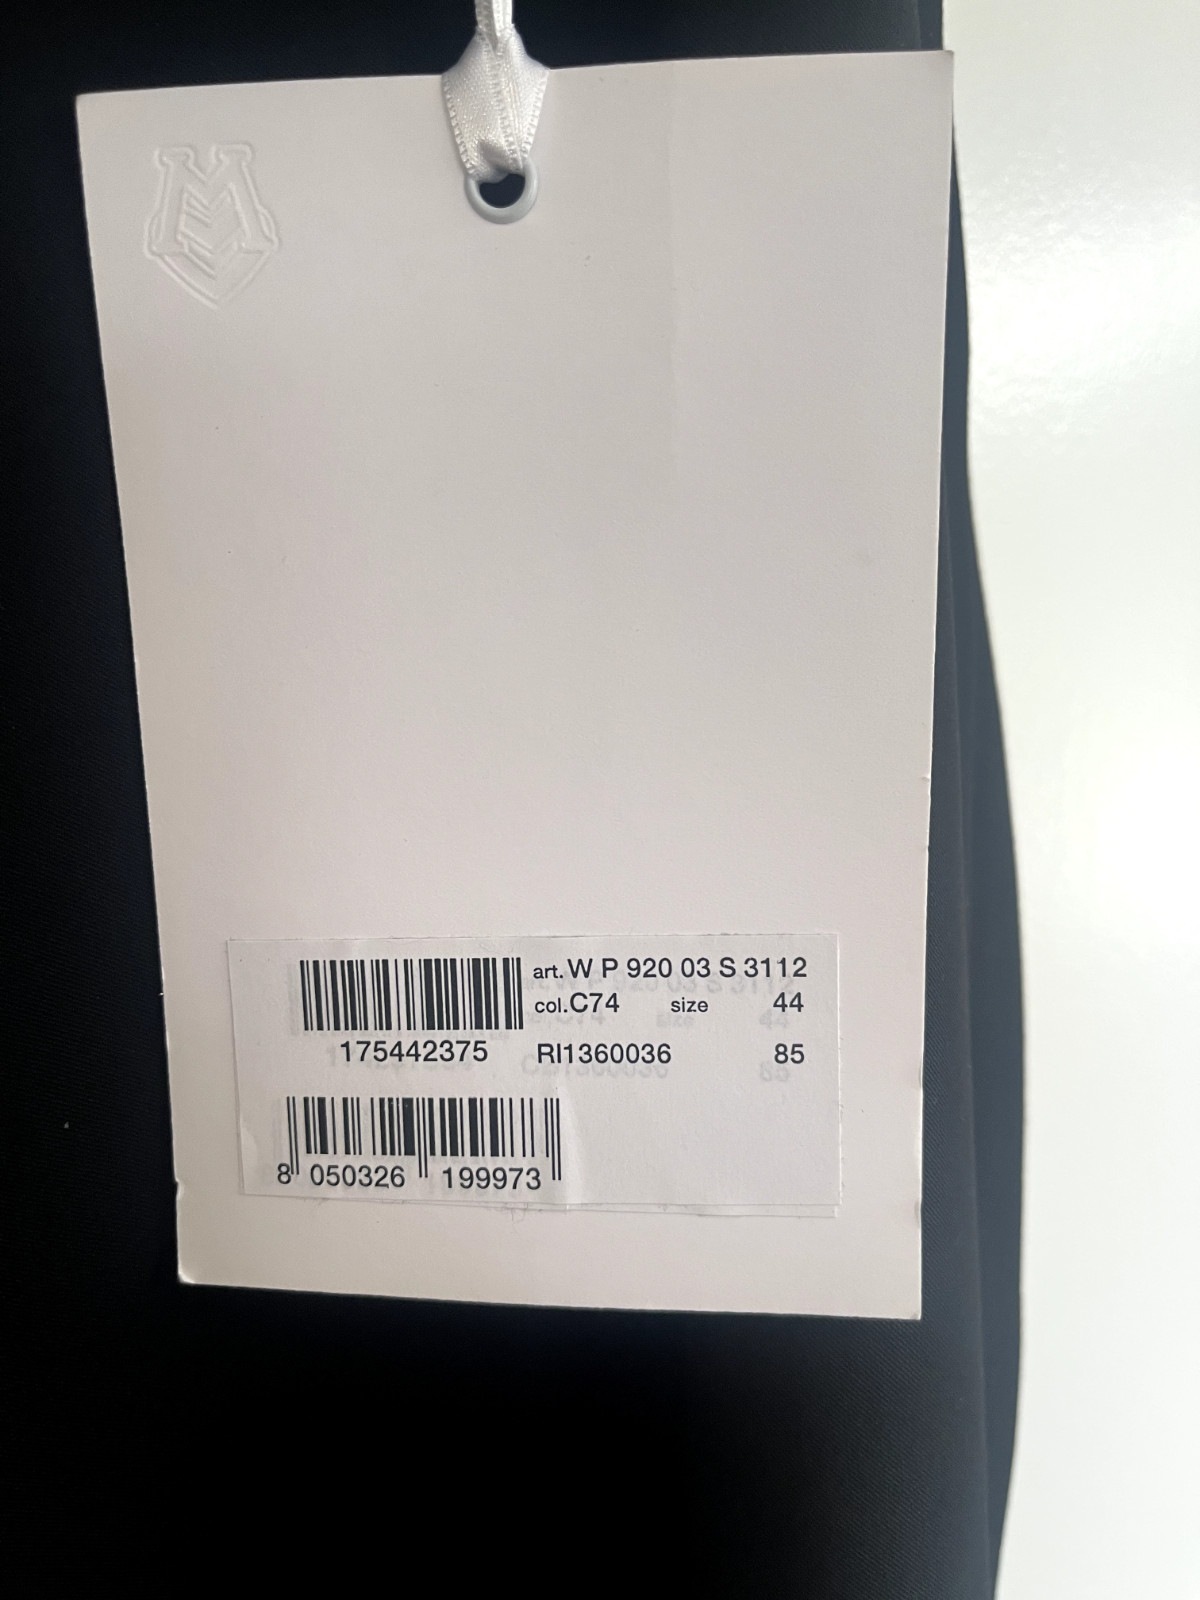 M
art. W P 920 03 S 3112
col. C74 size 44
175442375 RI1360036 85
8 050326 199973